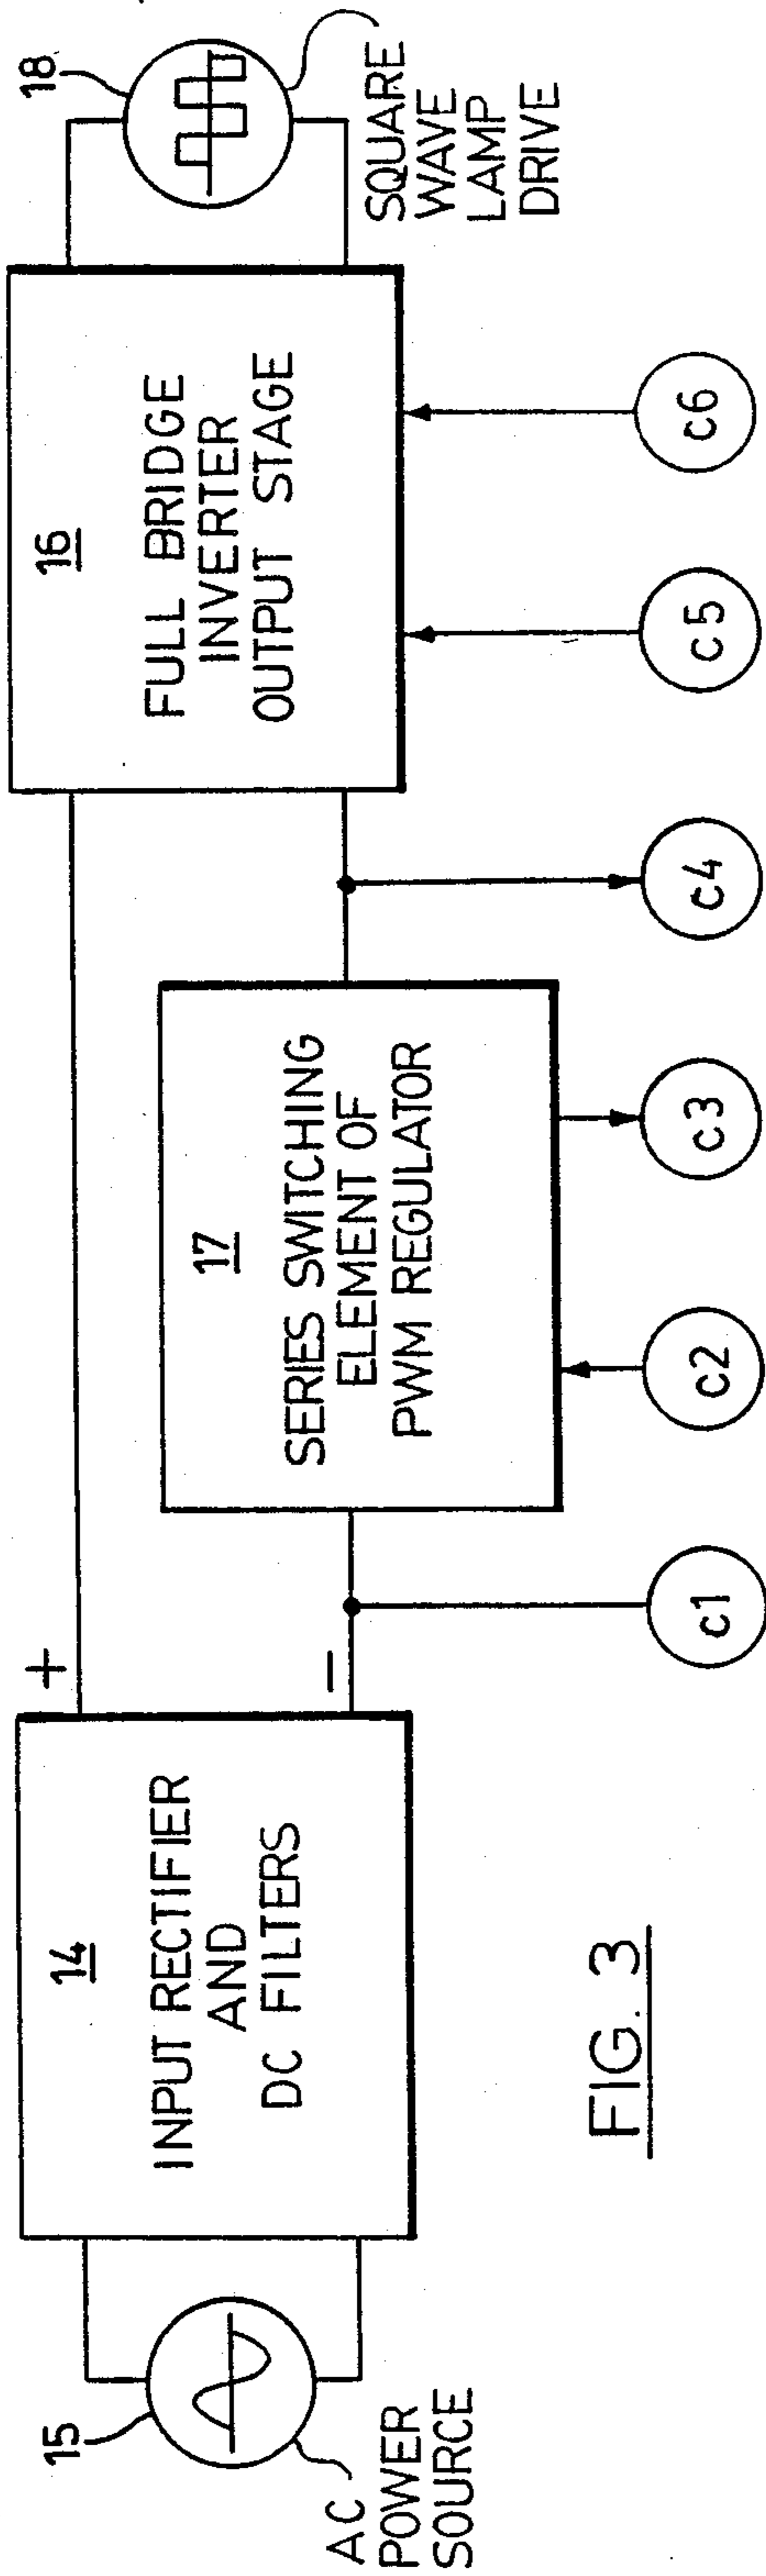 15
AC
POWER
SOURCE
14
INPUT RECTIFIER
AND
DC FILTERS
+
−
17
SERIES SWITCHING
ELEMENT OF
PWM REGULATOR
16
FULL BRIDGE
INVERTER
OUTPUT STAGE
18
SQUARE
WAVE
LAMP
DRIVE
c1
c2
c3
c4
c5
c6
FIG. 3